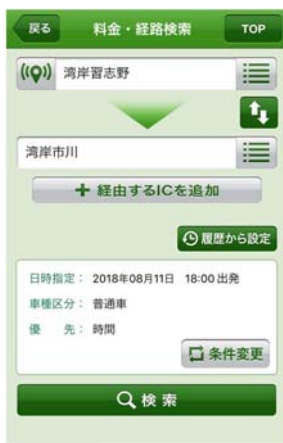 戻る 料金・経路検索 TOP
湾岸習志野
湾岸市川
＋ 経由するICを追加
履歴から設定
日時指定： 2018年08月11日 18:00出発
車種区分： 普通車
優　先： 時間
条件変更
検索